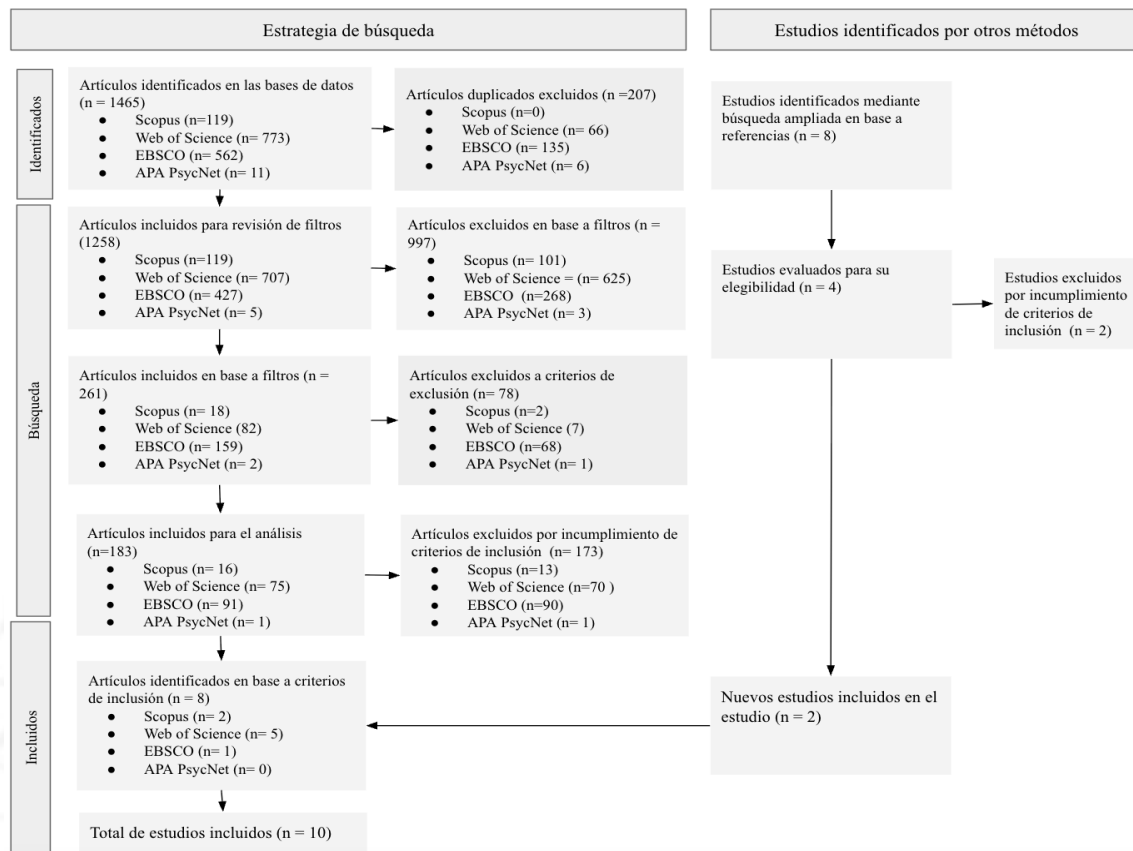 Estrategia de búsqueda
Estudios identificados por otros métodos
Identificados
Artículos identificados en las bases de datos
(n = 1465)
● Scopus (n=119)
● Web of Science (n= 773)
● EBSCO (n= 562)
● APA PsycNet (n= 11)
Artículos duplicados excluidos (n =207)
● Scopus (n=0)
● Web of Science (n= 66)
● EBSCO (n= 135)
● APA PsycNet (n= 6)
Estudios identificados mediante
búsqueda ampliada en base a
referencias (n = 8)
Búsqueda
Artículos incluidos para revisión de filtros
(1258)
● Scopus (n=119)
● Web of Science (n= 707)
● EBSCO (n= 427)
● APA PsycNet (n= 5)
Artículos excluidos en base a filtros (n =
997)
● Scopus (n= 101)
● Web of Science = (n= 625)
● EBSCO (n=268)
● APA PsycNet (n= 3)
Estudios evaluados para su
elegibilidad (n = 4)
Estudios excluidos
por incumplimiento
de criterios de
inclusión (n = 2)
Artículos incluidos en base a filtros (n =
261)
● Scopus (n= 18)
● Web of Science (82)
● EBSCO (n= 159)
● APA PsycNet (n= 2)
Artículos excluidos a criterios de
exclusión (n= 78)
● Scopus (n=2)
● Web of Science (7)
● EBSCO (n=68)
● APA PsycNet (n= 1)
Artículos incluidos para el análisis
(n=183)
● Scopus (n= 16)
● Web of Science (n= 75)
● EBSCO (n= 91)
● APA PsycNet (n= 1)
Artículos excluidos por incumplimiento de
criterios de inclusión (n= 173)
● Scopus (n=13)
● Web of Science (n=70 )
● EBSCO (n=90)
● APA PsycNet (n= 1)
Incluidos
Artículos identificados en base a criterios
de inclusión (n = 8)
● Scopus (n= 2)
● Web of Science (n= 5)
● EBSCO (n= 1)
● APA PsycNet (n= 0)
Nuevos estudios incluidos en el
estudio (n = 2)
Total de estudios incluidos (n = 10)